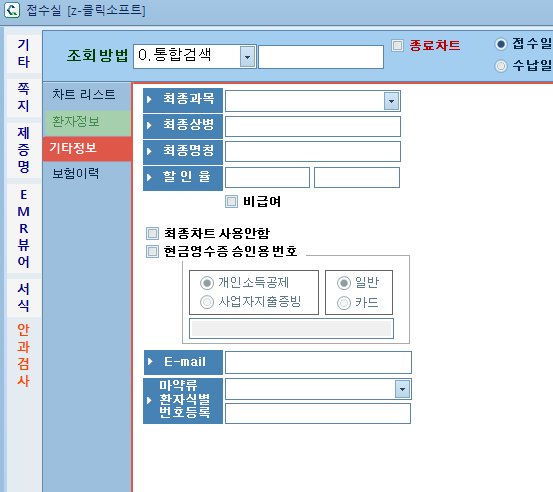 접수실 [z-클릭소프트]
조회방법 0.통합검색 종료차트 접수일
수납일
기타
쪽지
제증명
EMR뷰어
서식
안과검사
차트 리스트
환자정보
기타정보
보험이력
최종과목
최종상병
최종명칭
할 인 율
비급여
최종차트 사용안함
현금영수증 승인용 번호
개인소득공제 일반
사업자지출증빙 카드
E-mail
마약류
환자식별
번호등록